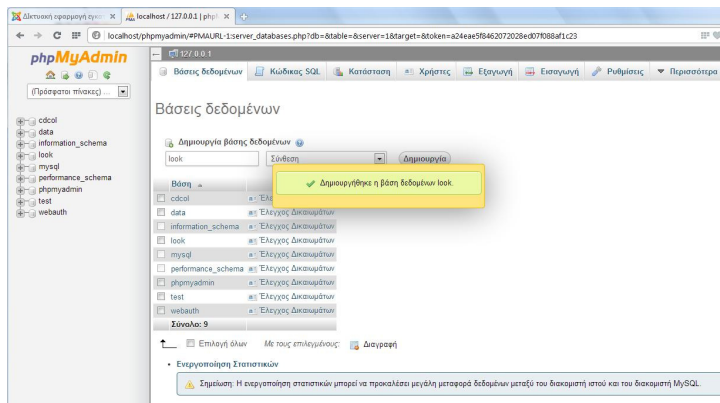 Δικτυακή εφαρμογή εγκα
localhost / 127.0.0.1 | phpM
localhost/phpmyadmin/#PMAURL-1:server_databases.php?db=&table=&server=1&target=&token=a24eae5f8462072028ed07f088af1c23
phpMyAdmin
(Πρόσφατοι πίνακες) ...
cdcol
data
information_schema
look
mysql
performance_schema
phpmyadmin
test
webauth
127.0.0.1
Βάσεις δεδομένων Κώδικας SQL Κατάσταση Χρήστες Εξαγωγή Εισαγωγή Ρυθμίσεις Περισσότερα
Βάσεις δεδομένων
Δημιουργία βάσης δεδομένων
look Σύνθεση Δημιουργία
Δημιουργήθηκε η βάση δεδομένων look.
Βάση
cdcol
data Έλεγχος Δικαιωμάτων
information_schema Έλεγχος Δικαιωμάτων
look Έλεγχος Δικαιωμάτων
mysql Έλεγχος Δικαιωμάτων
performance_schema Έλεγχος Δικαιωμάτων
phpmyadmin Έλεγχος Δικαιωμάτων
test Έλεγχος Δικαιωμάτων
webauth Έλεγχος Δικαιωμάτων
Σύνολο: 9
Επιλογή όλων Με τους επιλεγμένους: Διαγραφή
Ενεργοποίηση Στατιστικών
Σημείωση: Η ενεργοποίηση στατιστικών μπορεί να προκαλέσει μεγάλη μεταφορά δεδομένων μεταξύ του διακομιστή ιστού και του διακομιστή MySQL.